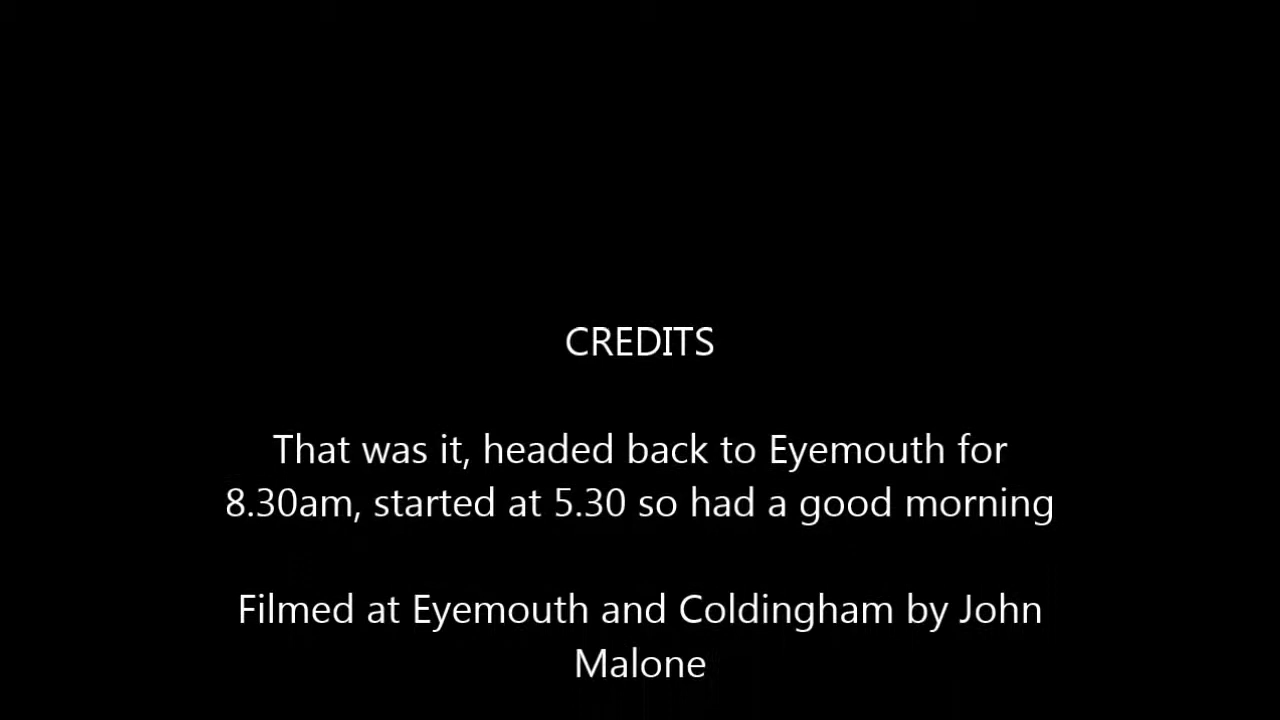 CREDITS
That was it, headed back to Eyemouth for
8.30am, started at 5.30 so had a good morning
Filmed at Eyemouth and Coldingham by John
Malone